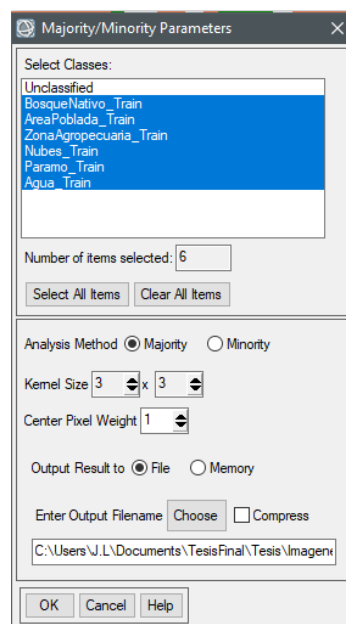 Majority/Minority Parameters
Select Classes:
Unclassified
BosqueNativo_Train
AreaPoblada_Train
ZonaAgropecuaria_Train
Nubes_Train
Paramo_Train
Agua_Train
Number of items selected: 6
Select All Items Clear All Items
Analysis Method Majority Minority
Kernel Size 3 x 3
Center Pixel Weight 1
Output Result to File Memory
Enter Output Filename Choose Compress
C:\Users\J.L\Documents\TesisFinal\Tesis\Imagene
OK Cancel Help